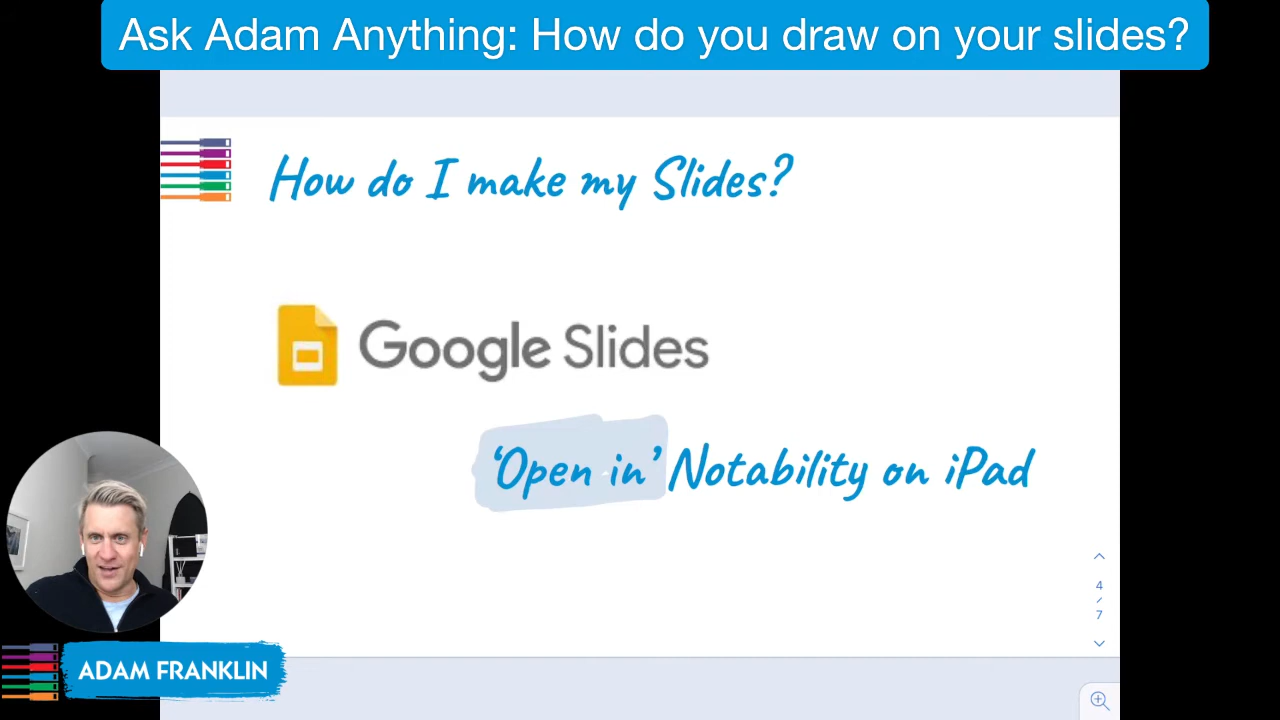 Ask Adam Anything: How do you draw on your slides?
How do I make my Slides?
Google Slides
‘Open in’ Notability on iPad
4
/
7
ADAM FRANKLIN